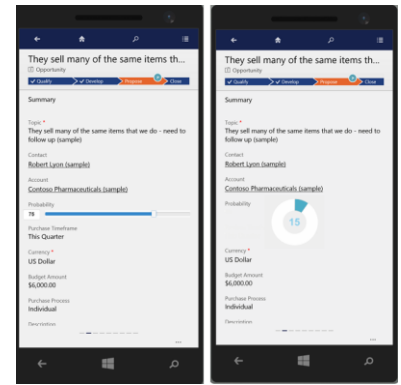 They sell many of the same items th...
Opportunity
Qualify
Develop
Propose
Close
Summary
Topic *
They sell many of the same items that we do - need to
follow up (sample)
Contact
Robert Lyon (sample)
Account
Contoso Pharmaceuticals (sample)
Probability
78
Purchase Timeframe
This Quarter
Currency *
US Dollar
Budget Amount
$6,000.00
Purchase Process
Individual
Description
...
They sell many of the same items th...
Opportunity
Qualify
Develop
Propose
Close
Summary
Topic *
They sell many of the same items that we do - need to
follow up (sample)
Contact
Robert Lyon (sample)
Account
Contoso Pharmaceuticals (sample)
Probability
15
Currency *
US Dollar
Budget Amount
$6,000.00
Purchase Process
Individual
Description
...